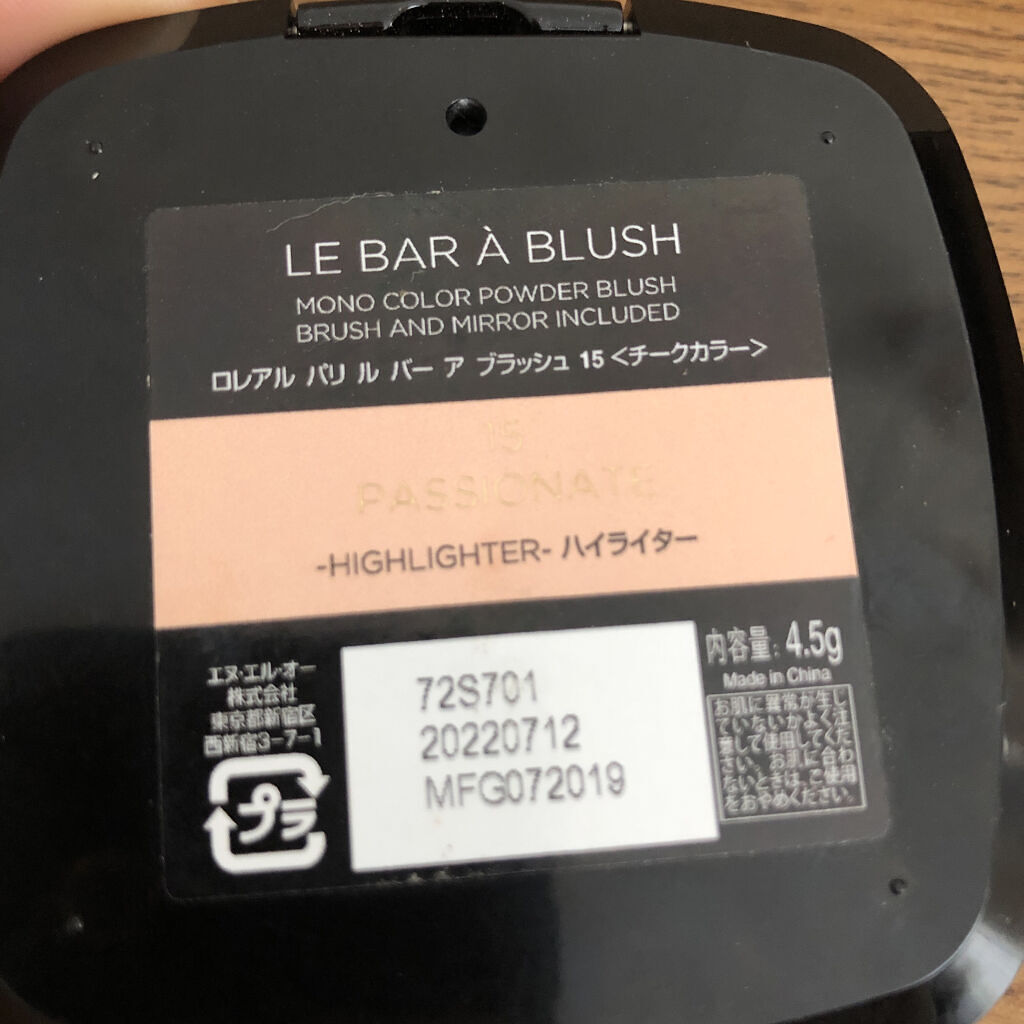 LE BAR À BLUSH
MONO COLOR POWDER BLUSH
BRUSH AND MIRROR INCLUDED
ロレアル パリ ル バー ア ブラッシュ 15 <チークカラー>
15
PASSIONATE
-HIGHLIGHTER- ハイライター
エヌ・エル・オー
株式会社
東京都新宿区
西新宿3-7-1
プラ
72S701
20220712
MFG072019
内容量: 4.5g
Made in China
お肌に異常が生じ
ていないかよく注
意して使用してくだ
さい。お肌に合わ
ないときは、ご使用
をおやめください。